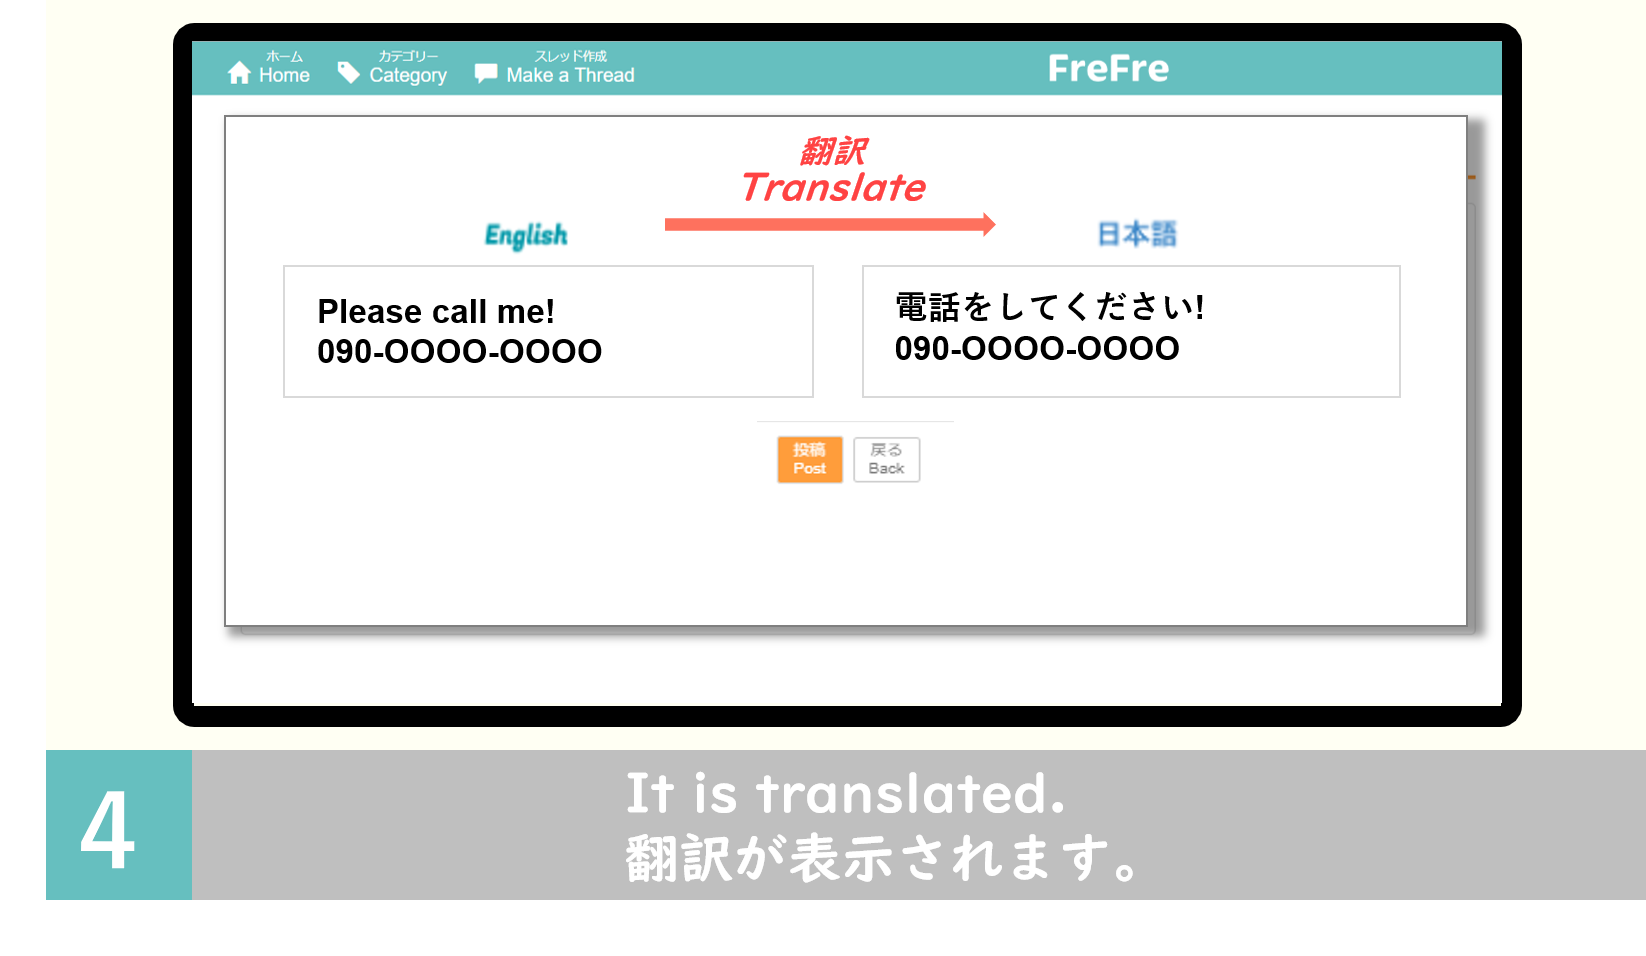 ホーム
Home
カテゴリー
Category
スレッド作成
Make a Thread
FreFre
翻訳
Translate
English
日本語
Please call me!
090-OOOO-OOOO
電話をしてください!
090-OOOO-OOOO
投稿
Post
戻る
Back
4
It is translated.
翻訳が表示されます。